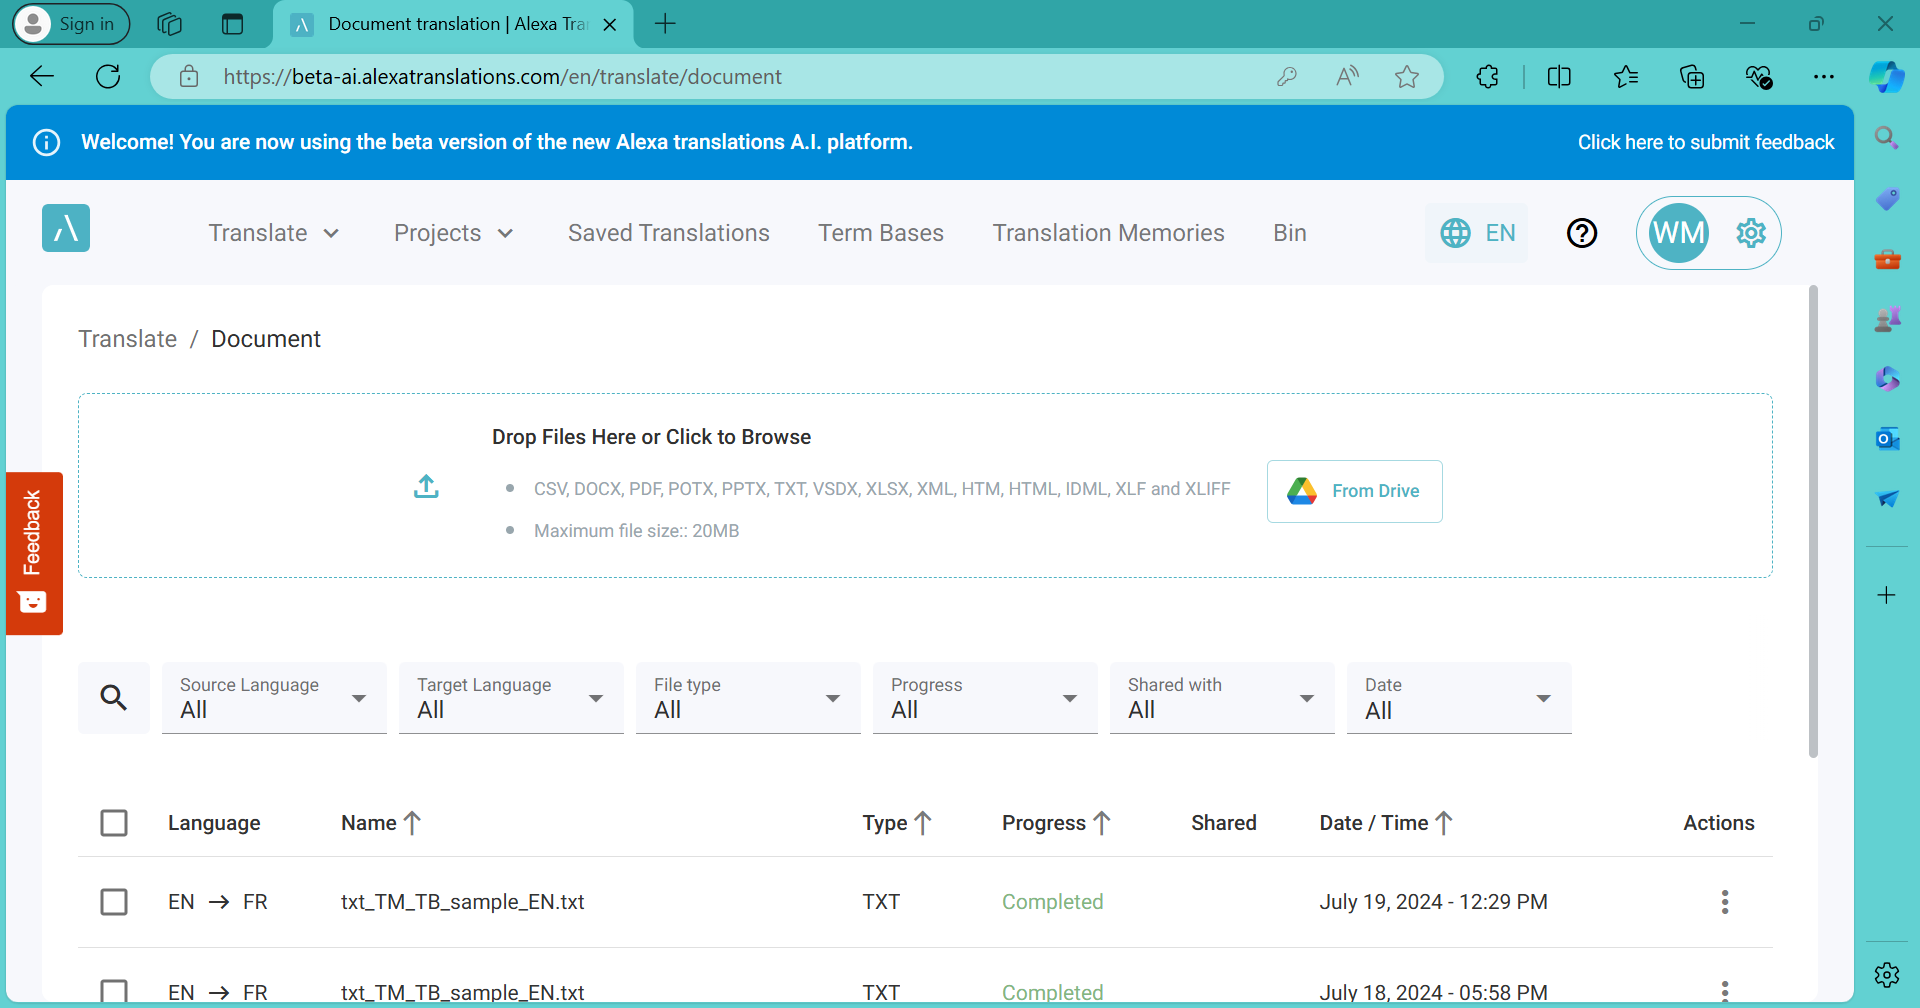 Sign in
Document translation | Alexa Tra
https://beta-ai.alexatranslations.com/en/translate/document
Welcome! You are now using the beta version of the new Alexa translations A.I. platform.
Click here to submit feedback
Translate
Projects
Saved Translations
Term Bases
Translation Memories
Bin
EN
WM
Translate / Document
Drop Files Here or Click to Browse
CSV, DOCX, PDF, POTX, PPTX, TXT, VSDX, XLSX, XML, HTM, HTML, IDML, XLF and XLIFF
Maximum file size:: 20MB
From Drive
Feedback
Source Language
All
Target Language
All
File type
All
Progress
All
Shared with
All
Date
All
Language Name Type Progress Shared Date / Time Actions
EN → FR txt_TM_TB_sample_EN.txt TXT Completed July 19, 2024 - 12:29 PM
EN → FR txt_TM_TB_sample_EN.txt TXT Completed July 18, 2024 - 05:58 PM